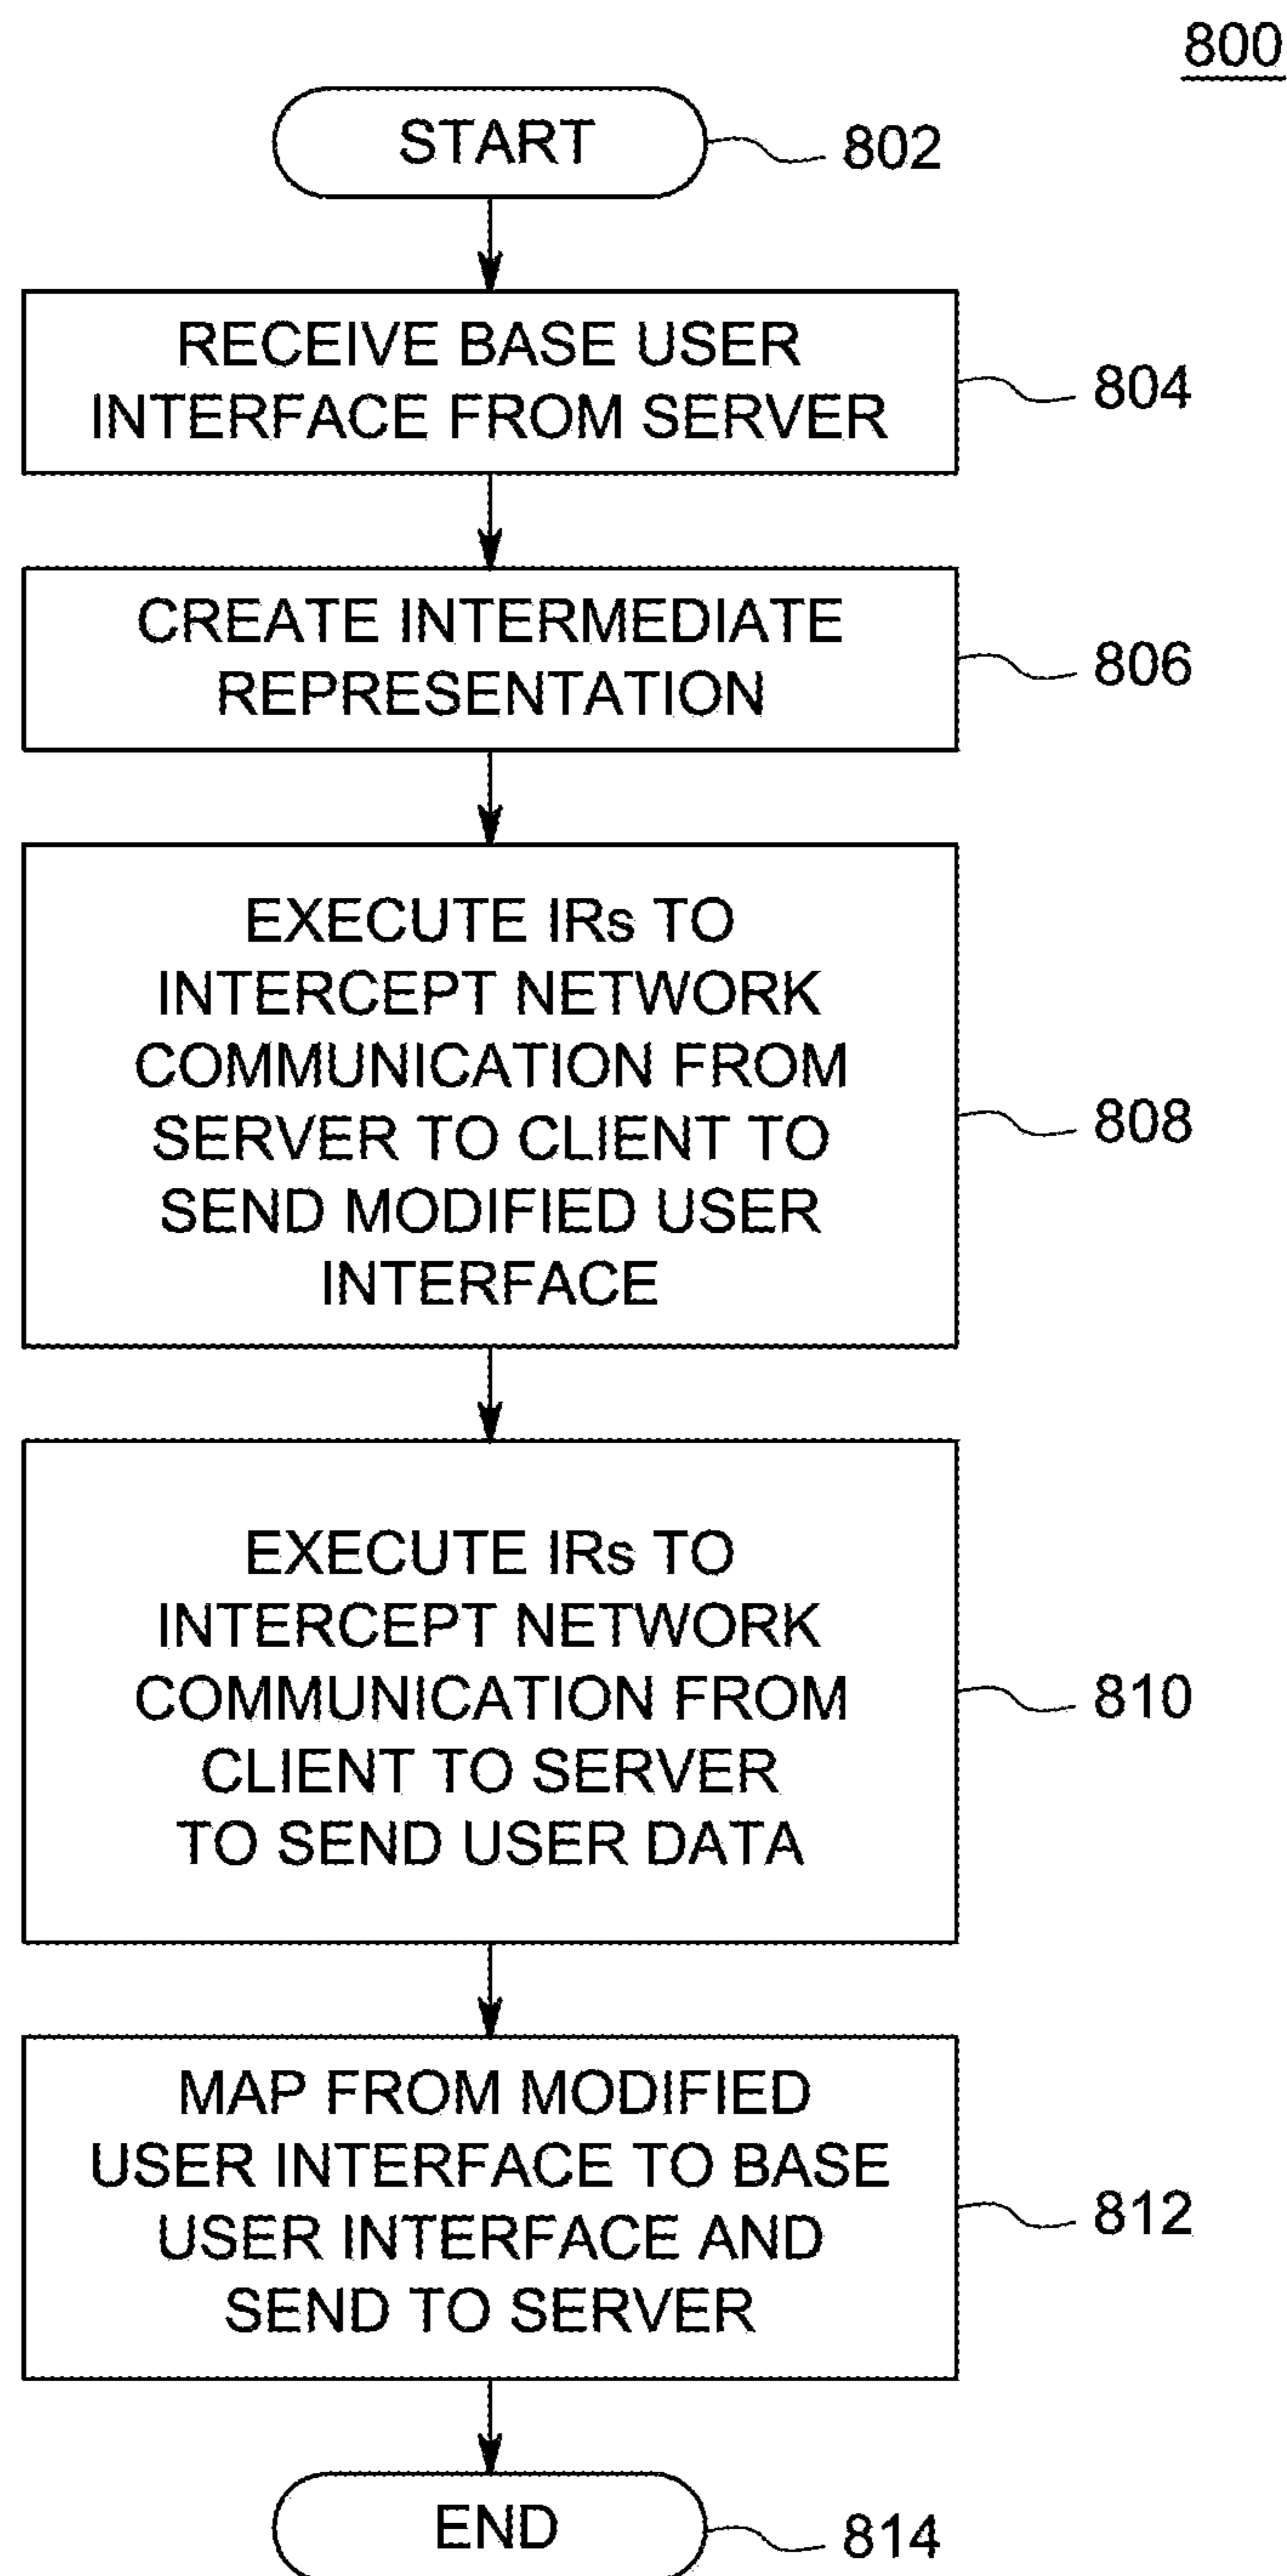 800
START
802
RECEIVE BASE USER
INTERFACE FROM SERVER
804
CREATE INTERMEDIATE
REPRESENTATION
806
EXECUTE IRs TO
INTERCEPT NETWORK
COMMUNICATION FROM
SERVER TO CLIENT TO
SEND MODIFIED USER
INTERFACE
808
EXECUTE IRs TO
INTERCEPT NETWORK
COMMUNICATION FROM
CLIENT TO SERVER
TO SEND USER DATA
810
MAP FROM MODIFIED
USER INTERFACE TO BASE
USER INTERFACE AND
SEND TO SERVER
812
END
814